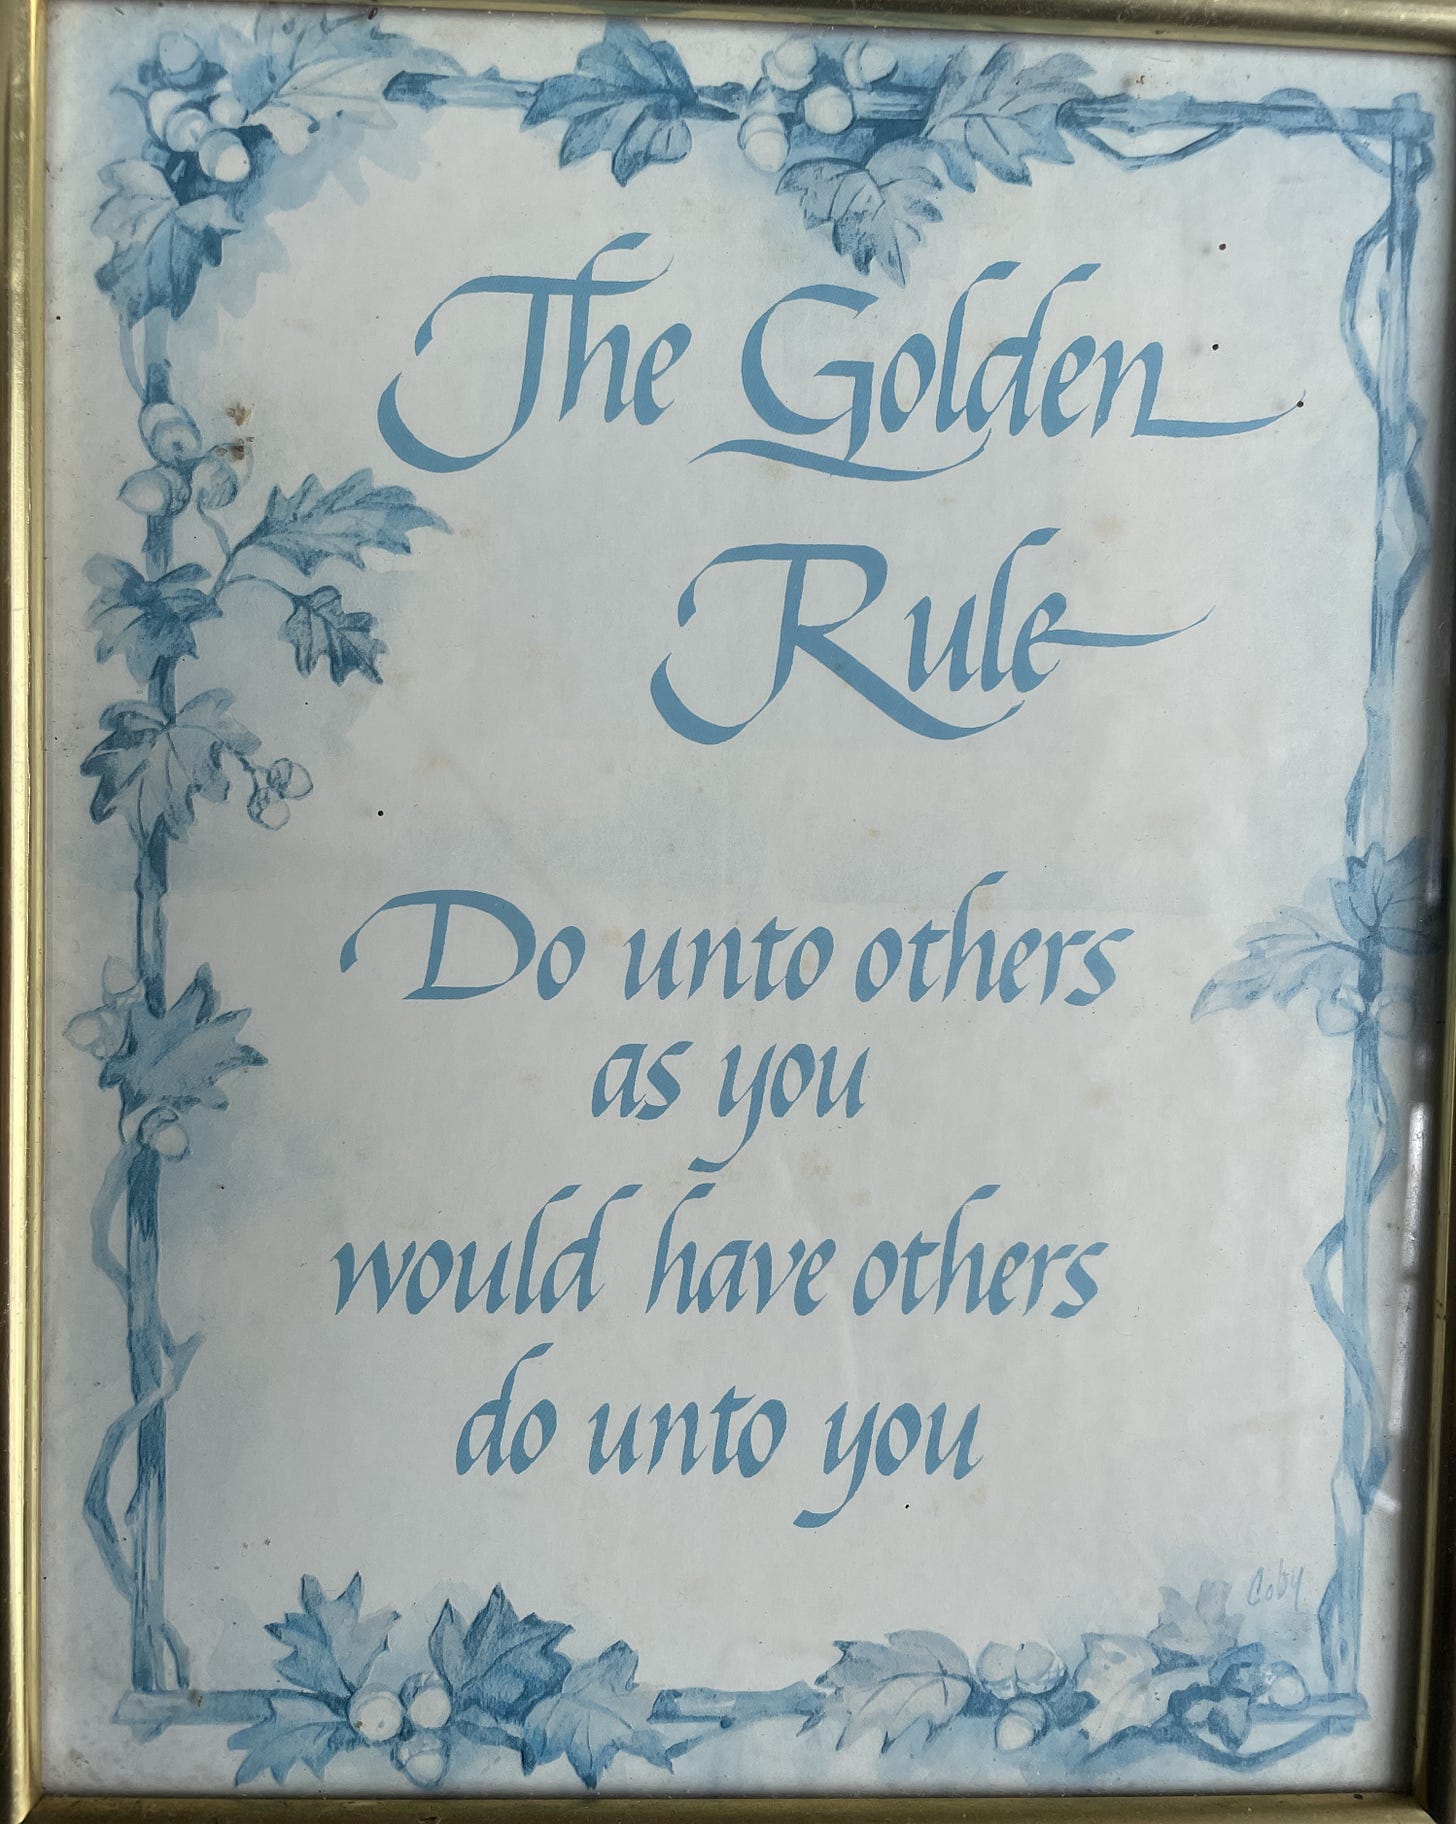 The Golden
Rule
Do unto others
as you
would have others
do unto you
Coby